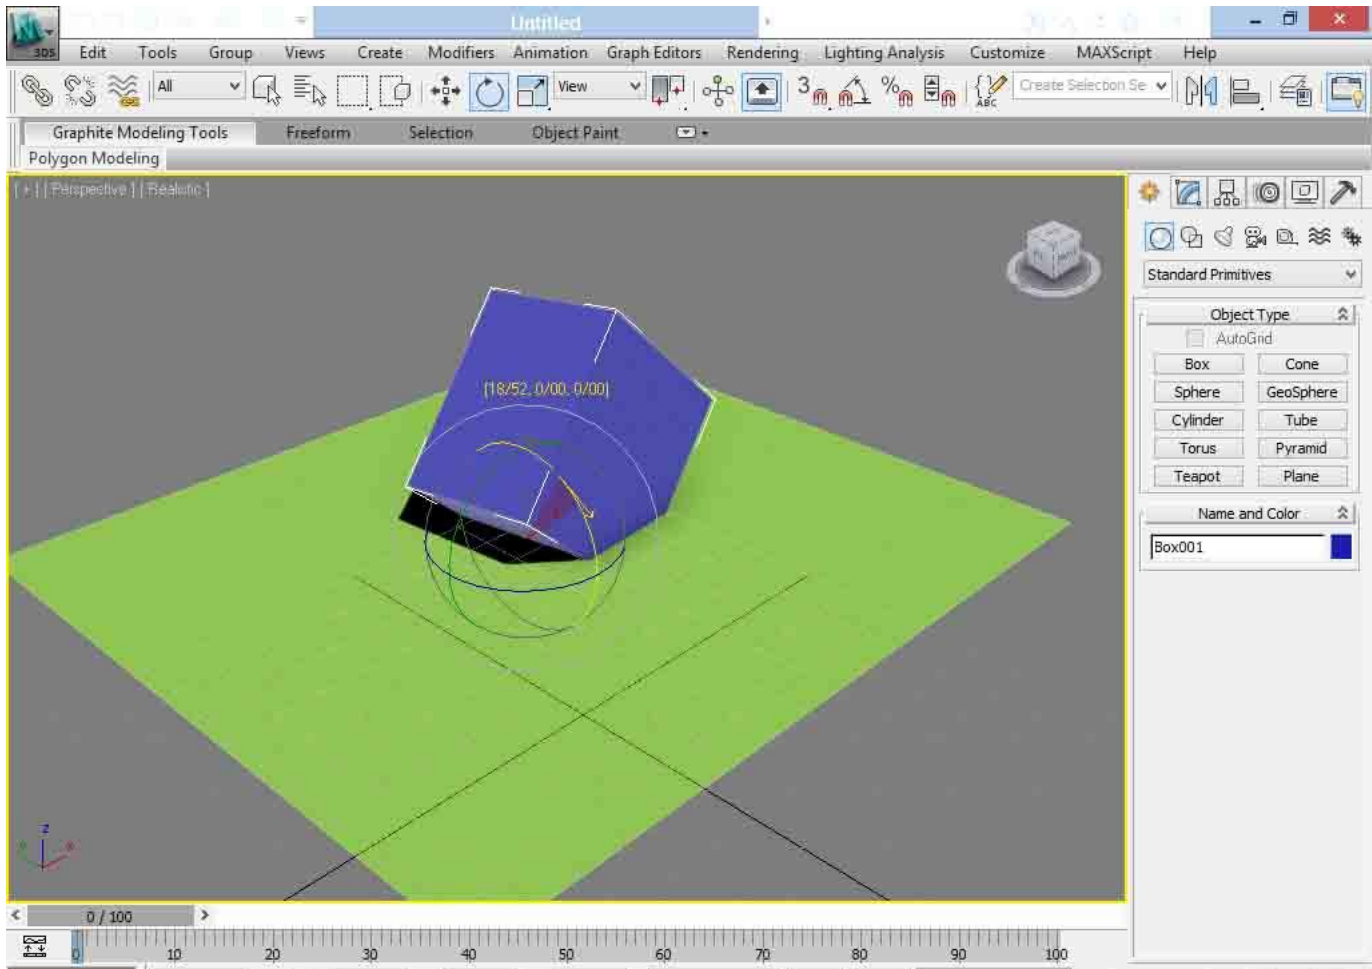 Untitled
3DS Edit Tools Group Views Create Modifiers Animation Graph Editors Rendering Lighting Analysis Customize MAXScript Help
All View 3 % ABC Create Selection Se
Graphite Modeling Tools Freeform Selection Object Paint
Polygon Modeling
[ + ] [ Perspective ] [ Realistic ]
Standard Primitives
Object Type
AutoGrid
Box Cone
Sphere GeoSphere
Cylinder Tube
Torus Pyramid
Teapot Plane
Name and Color
Box001
[18/52, 0/00, 0/00]
z
0 / 100
0 10 20 30 40 50 60 70 80 90 100